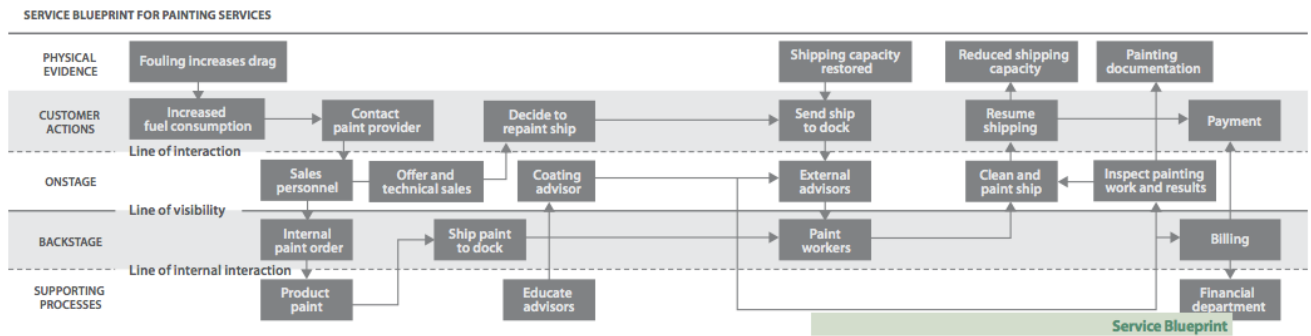 SERVICE BLUEPRINT FOR PAINTING SERVICES
PHYSICAL
EVIDENCE
Fouling increases drag
Shipping capacity
restored
Reduced shipping
capacity
Painting
documentation
CUSTOMER
ACTIONS
Increased
fuel consumption
Contact
paint provider
Decide to
repaint ship
Send ship
to dock
Resume
shipping
Payment
Line of interaction
ONSTAGE
Sales
personnel
Offer and
technical sales
Coating
advisor
External
advisors
Clean and
paint ship
Inspect painting
work and results
Line of visibility
BACKSTAGE
Internal
paint order
Ship paint
to dock
Paint
workers
Billing
Line of internal interaction
SUPPORTING
PROCESSES
Product
paint
Educate
advisors
Financial
department
Service Blueprint